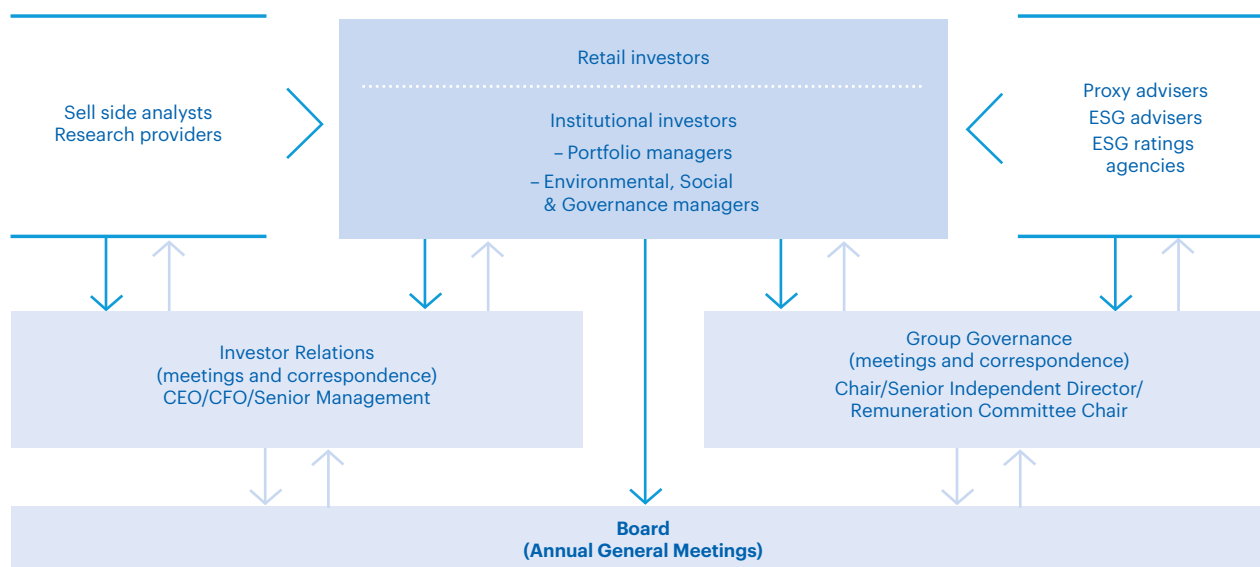 Sell side analysts
Research providers
Retail investors
Institutional investors
– Portfolio managers
– Environmental, Social
& Governance managers
Proxy advisers
ESG advisers
ESG ratings
agencies
Investor Relations
(meetings and correspondence)
CEO/CFO/Senior Management
Group Governance
(meetings and correspondence)
Chair/Senior Independent Director/
Remuneration Committee Chair
Board
(Annual General Meetings)